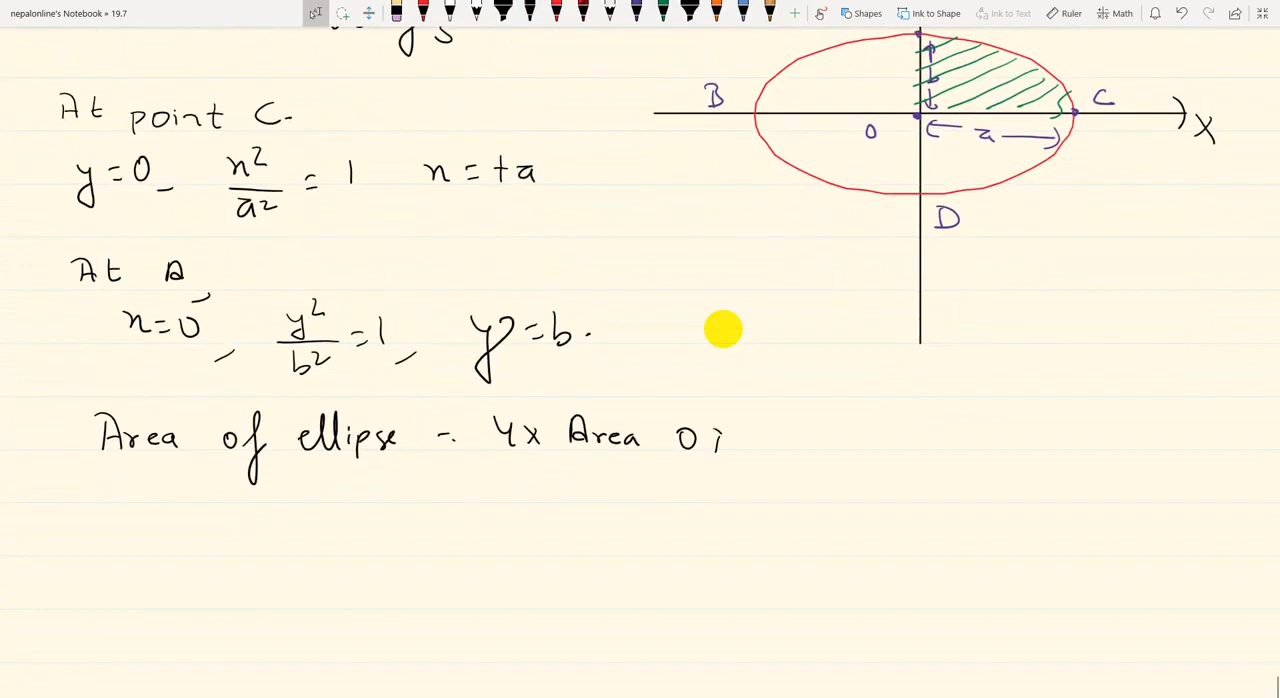 nepalonline's Notebook » 19.7
Shapes Ink to Shape Ink to Text Ruler Math
At point C.
y=0, x²/a² = 1 x = +a
At A,
x=0, y²/b² = 1, y = b.
Area of ellipse = 4x Area o
B
C
O
a
b
X
D